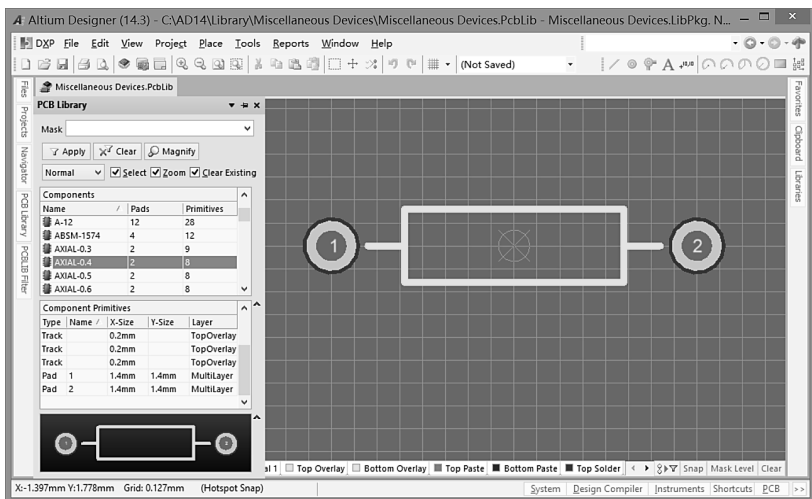 Altium Designer (14.3) - C:\AD14\Library\Miscellaneous Devices\Miscellaneous Devices.PcbLib - Miscellaneous Devices.LibPkg. N...
DXP File Edit View Project Place Tools Reports Window Help
(Not Saved)
Miscellaneous Devices.PcbLib
PCB Library
Mask
Apply Clear Magnify
Normal Select Zoom Clear Existing
Components
Name / Pads Primitives
A-12 12 28
ABSM-1574 4 12
AXIAL-0.3 2 9
AXIAL-0.4 2 8
AXIAL-0.5 2 8
AXIAL-0.6 2 8
Component Primitives
Type Name / X-Size Y-Size Layer
Track 0.2mm TopOverlay
Track 0.2mm TopOverlay
Track 0.2mm TopOverlay
Pad 1 1.4mm 1.4mm MultiLayer
Pad 2 1.4mm 1.4mm MultiLayer
1 2
1 2
Files
Projects
Navigator
PCB Library
PCBLIB Filter
Favorites
Clipboard
Libraries
al 1 Top Overlay Bottom Overlay Top Paste Bottom Paste Top Solder Snap Mask Level Clear
X:-1.397mm Y:1.778mm Grid: 0.127mm (Hotspot Snap) System Design Compiler Instruments Shortcuts PCB >>